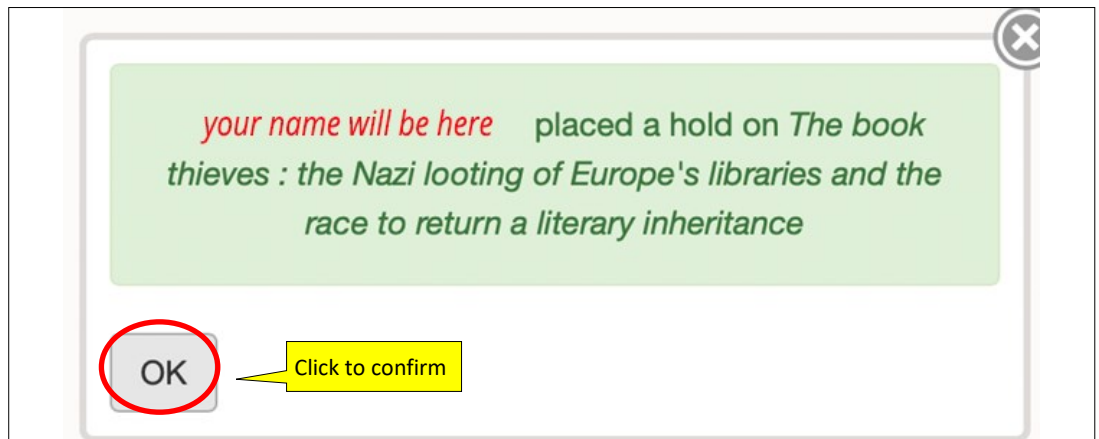 your name will be here placed a hold on The book
thieves : the Nazi looting of Europe's libraries and the
race to return a literary inheritance
OK
Click to confirm